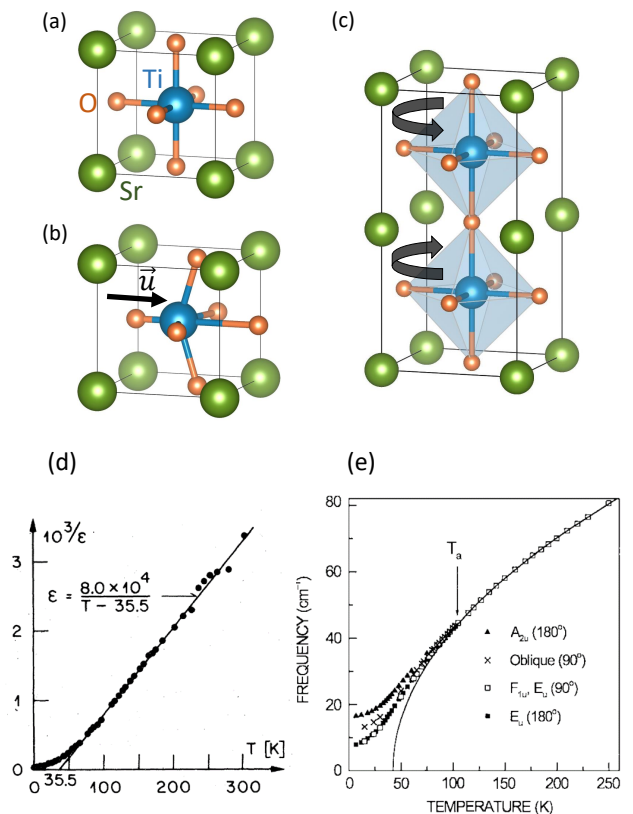 (a)
Ti
O
Sr
(b)
u⃗
(c)
(d)
10³/ε
3
ε = 8.0 × 10⁴ / T − 35.5
2
1
0
T [K]
0
35.5
100
200
300
(e)
80
60
40
20
0
FREQUENCY (cm⁻¹)
Tₐ
A₂ᵤ (180°)
Oblique (90°)
F₁ᵤ, Eᵤ (90°)
Eᵤ (180°)
0
50
100
150
200
250
TEMPERATURE (K)